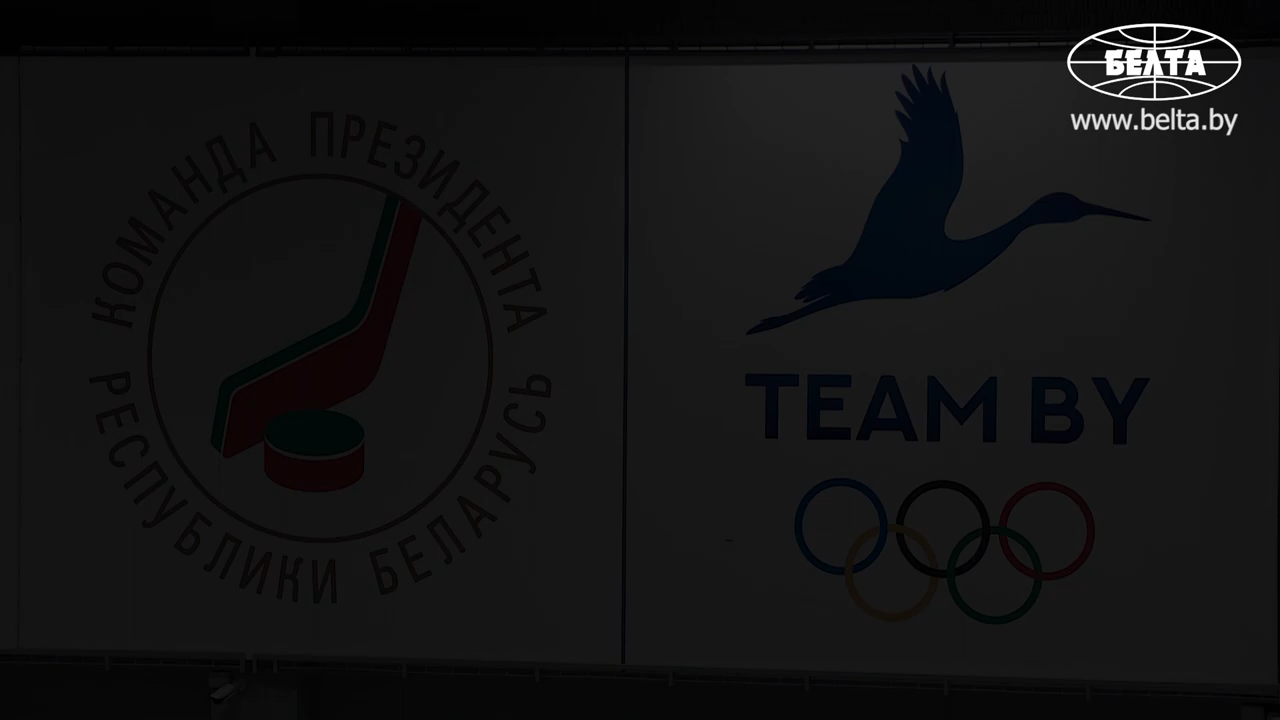 КОМАНДА ПРЕЗИДЕНТА
РЕСПУБЛИКИ БЕЛАРУСЬ
TEAM BY
БЕЛТА
www.belta.by